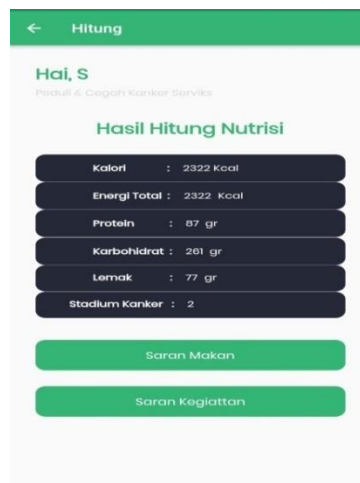 Hitung
Hai, S
Peduli & Cegah Kanker Serviks
Hasil Hitung Nutrisi
Kalori : 2322 Kcal
Energi Total : 2322 Kcal
Protein : 87 gr
Karbohidrat : 261 gr
Lemak : 77 gr
Stadium Kanker : 2
Saran Makan
Saran Kegiattan